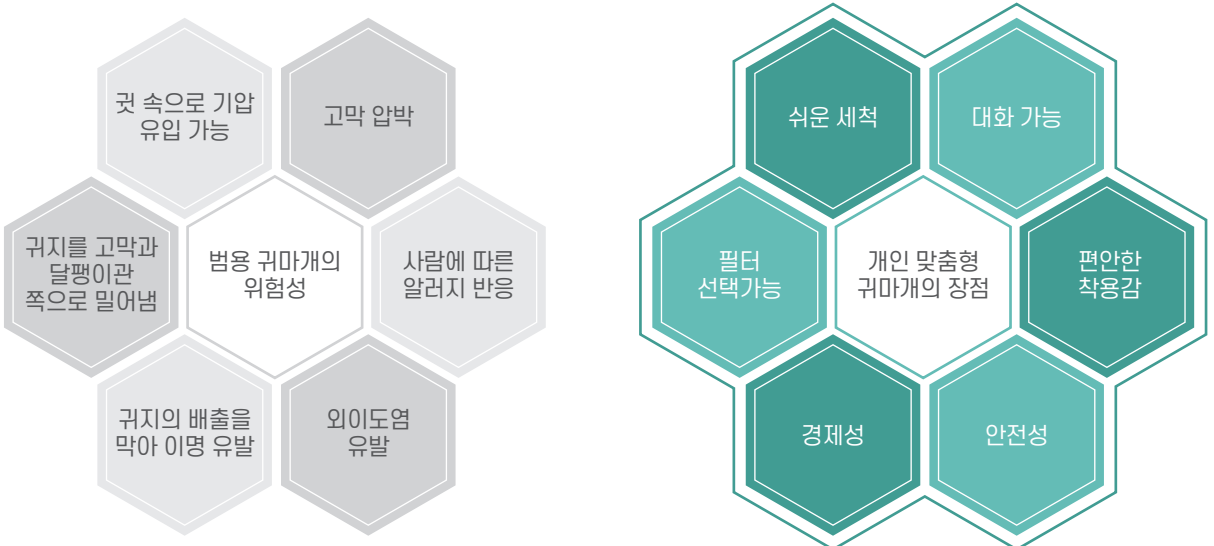 귓 속으로 기압
유입 가능
고막 압박
귀지를 고막과
달팽이관
쪽으로 밀어냄
범용 귀마개의
위험성
사람에 따른
알러지 반응
귀지의 배출을
막아 이명 유발
외이도염
유발
쉬운 세척
대화 가능
필터
선택가능
개인 맞춤형
귀마개의 장점
편안한
착용감
경제성
안전성